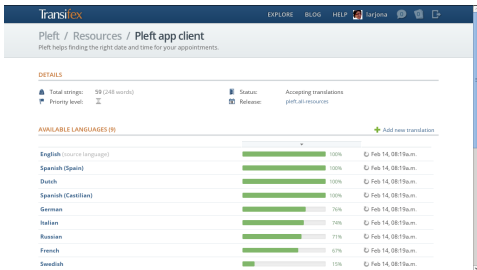 Transifex EXPLORE BLOG HELP larjona
Pleft / Resources / Pleft app client
Pleft helps finding the right date and time for your appointments.
DETAILS
Total strings: 59 (248 words) Status: Accepting translations
Priority level: Release: pleft.all-resources
AVAILABLE LANGUAGES (9) Add new translation
English (source language) 100% Feb 14, 08:19a.m.
Spanish (Spain) 100% Feb 14, 08:19a.m.
Dutch 100% Feb 14, 08:19a.m.
Spanish (Castilian) 100% Feb 14, 08:19a.m.
German 76% Feb 14, 08:19a.m.
Italian 74% Feb 14, 08:19a.m.
Russian 71% Feb 14, 08:19a.m.
French 67% Feb 14, 08:19a.m.
Swedish 15% Feb 14, 08:19a.m.